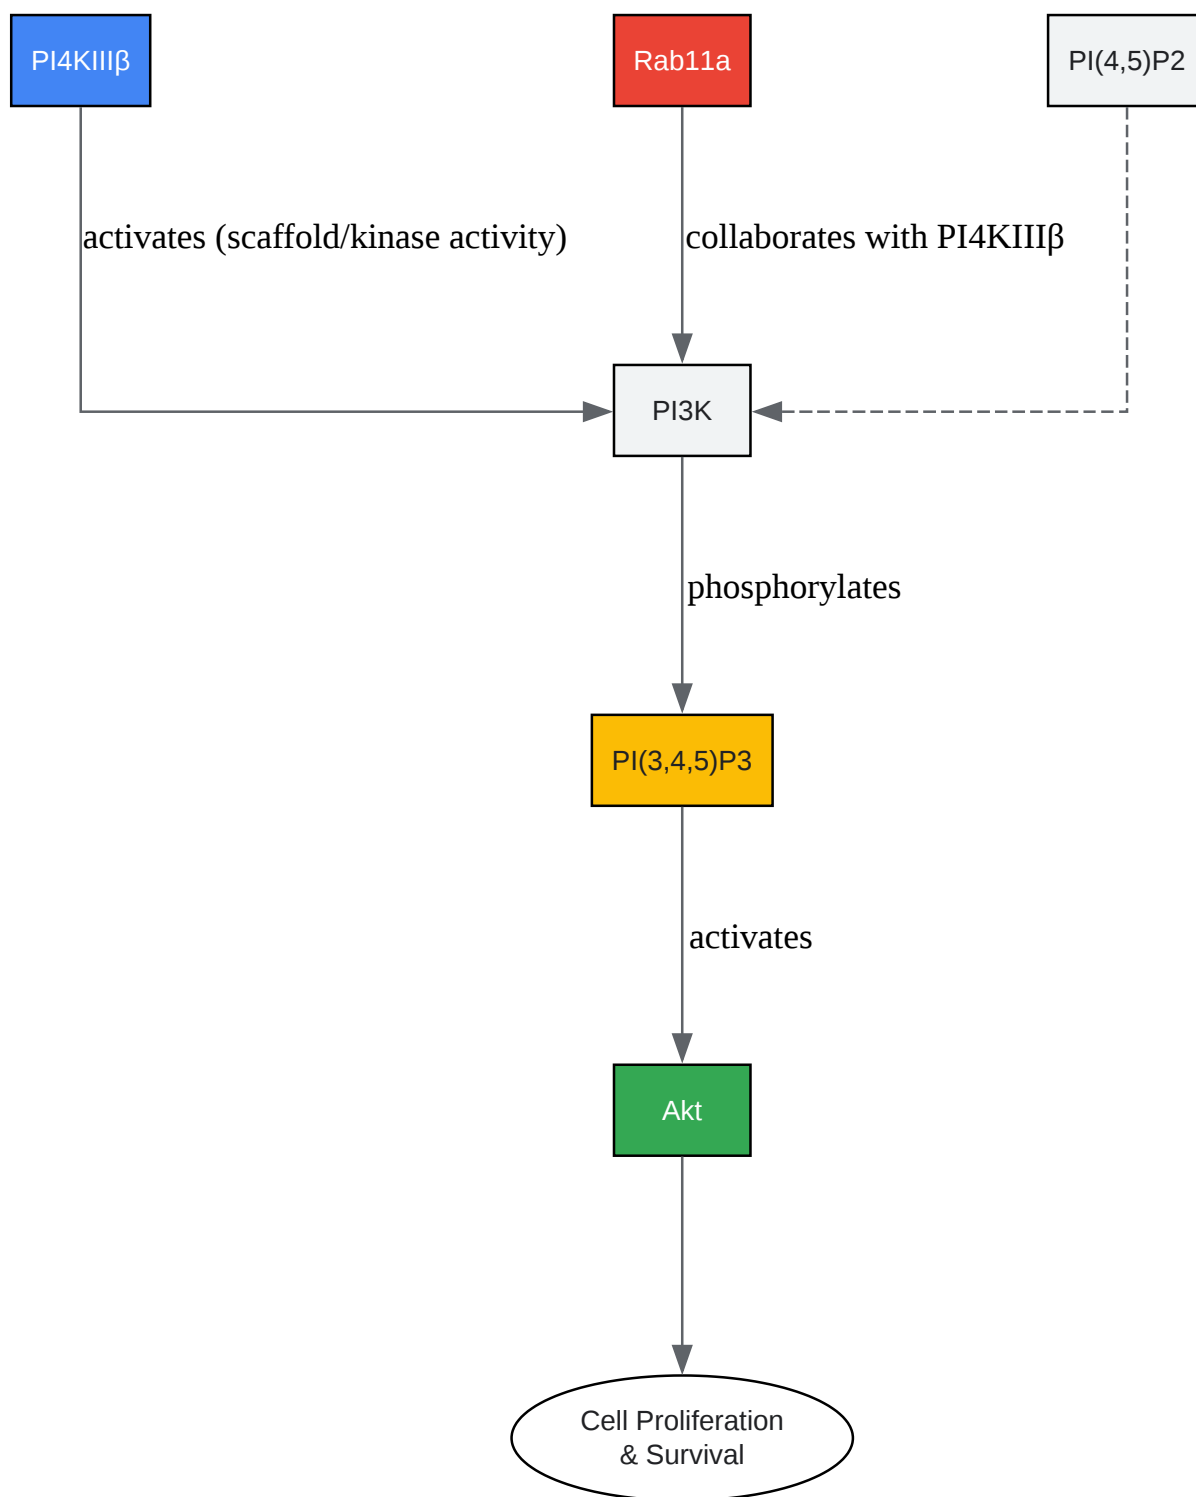 PI4KIIIβ
Rab11a
PI(4,5)P2
activates (scaffold/kinase activity)
collaborates with PI4KIIIβ
PI3K
phosphorylates
PI(3,4,5)P3
activates
Akt
Cell Proliferation
& Survival